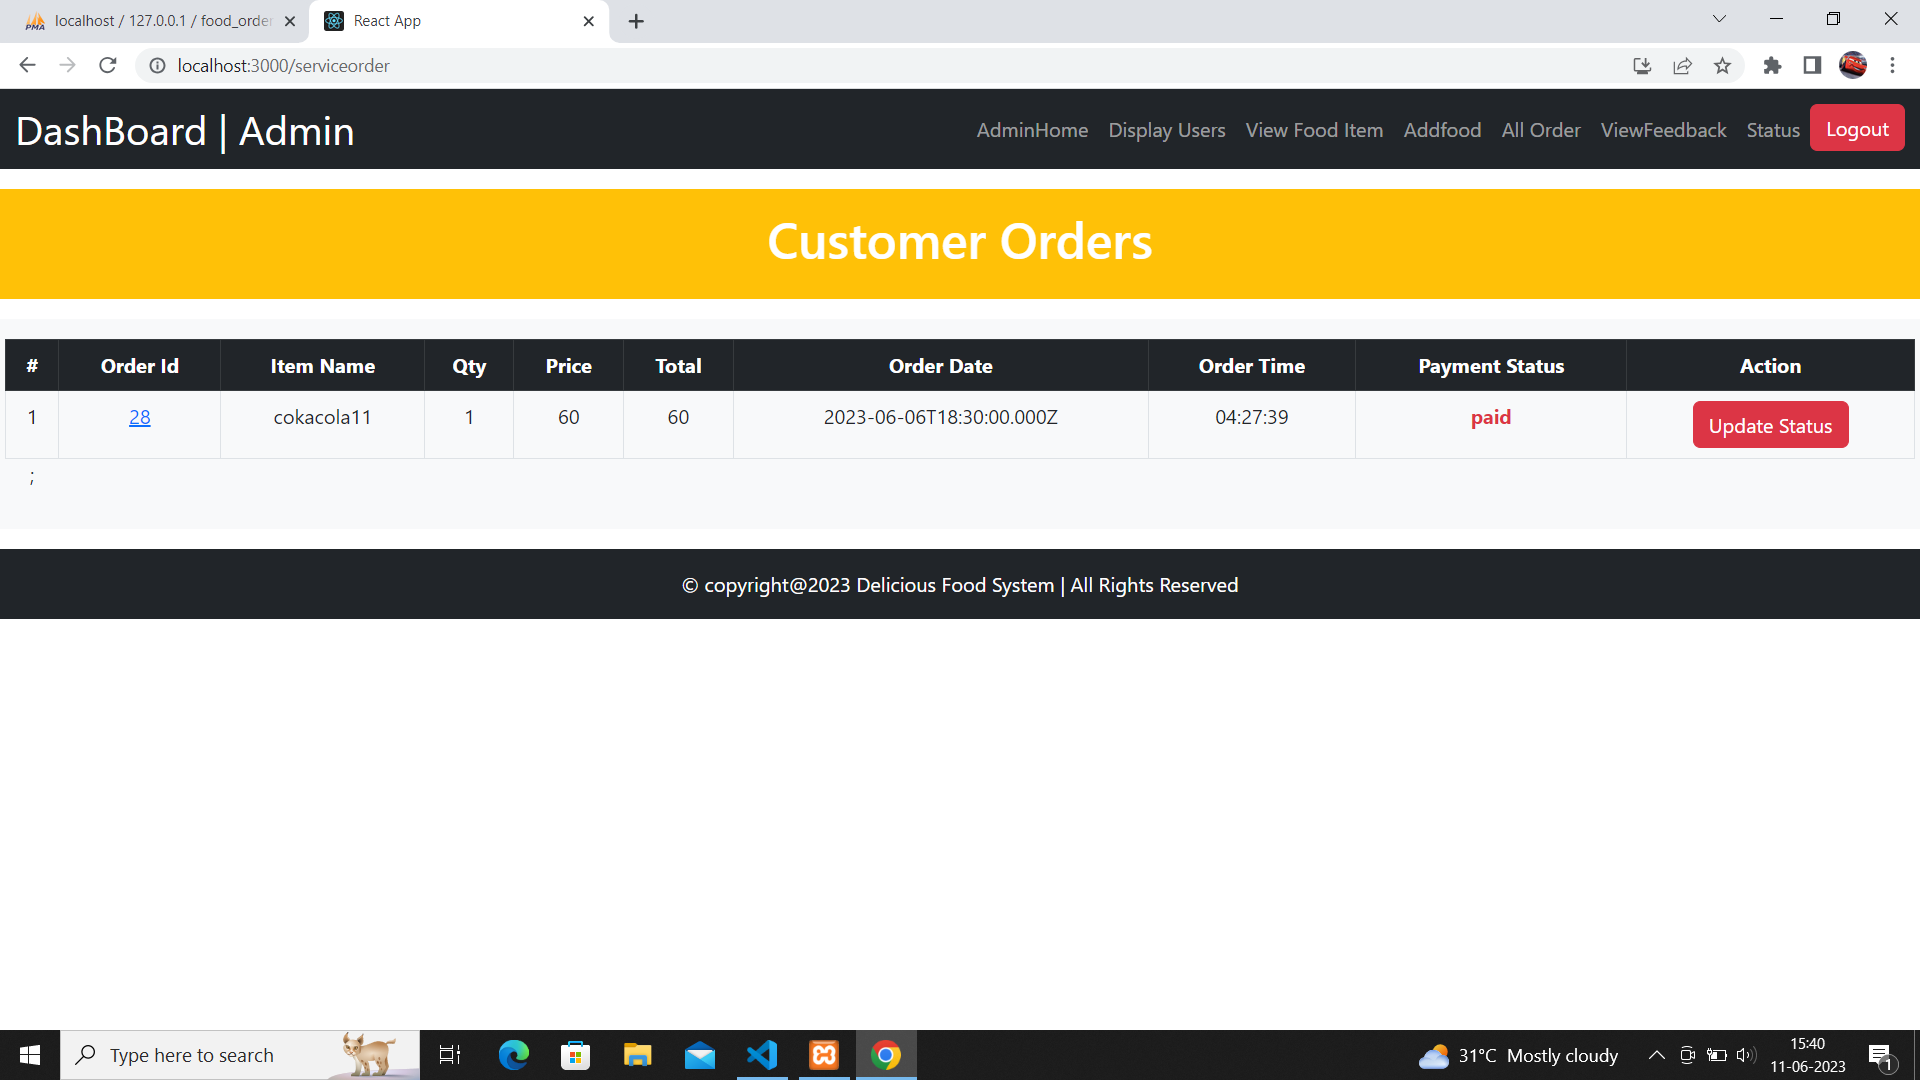 localhost / 127.0.0.1 / food_order
React App
localhost:3000/serviceorder
DashBoard | Admin
AdminHome Display Users View Food Item Addfood All Order ViewFeedback Status Logout
Customer Orders
# Order Id Item Name Qty Price Total Order Date Order Time Payment Status Action
1 28 cokacola11 1 60 60 2023-06-06T18:30:00.000Z 04:27:39 paid Update Status
;
© copyright@2023 Delicious Food System | All Rights Reserved
Type here to search
31°C Mostly cloudy
15:40
11-06-2023
1